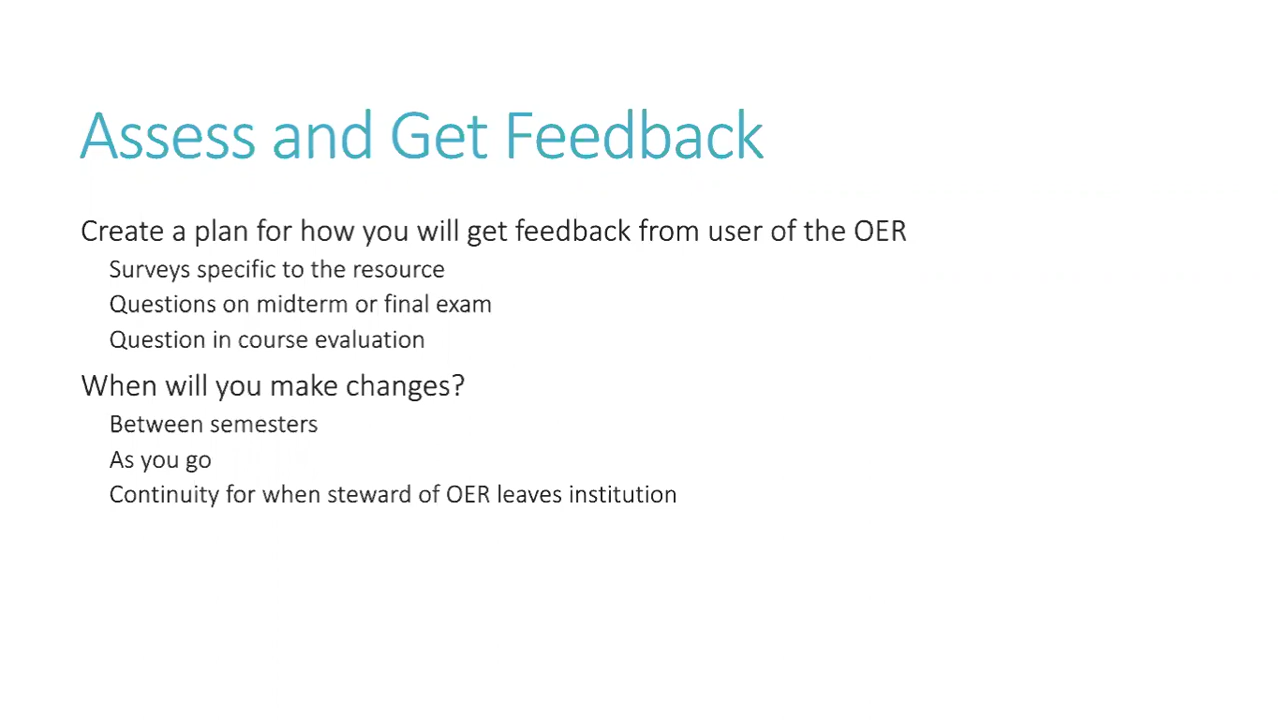 Assess and Get Feedback
Create a plan for how you will get feedback from user of the OER
Surveys specific to the resource
Questions on midterm or final exam
Question in course evaluation
When will you make changes?
Between semesters
As you go
Continuity for when steward of OER leaves institution